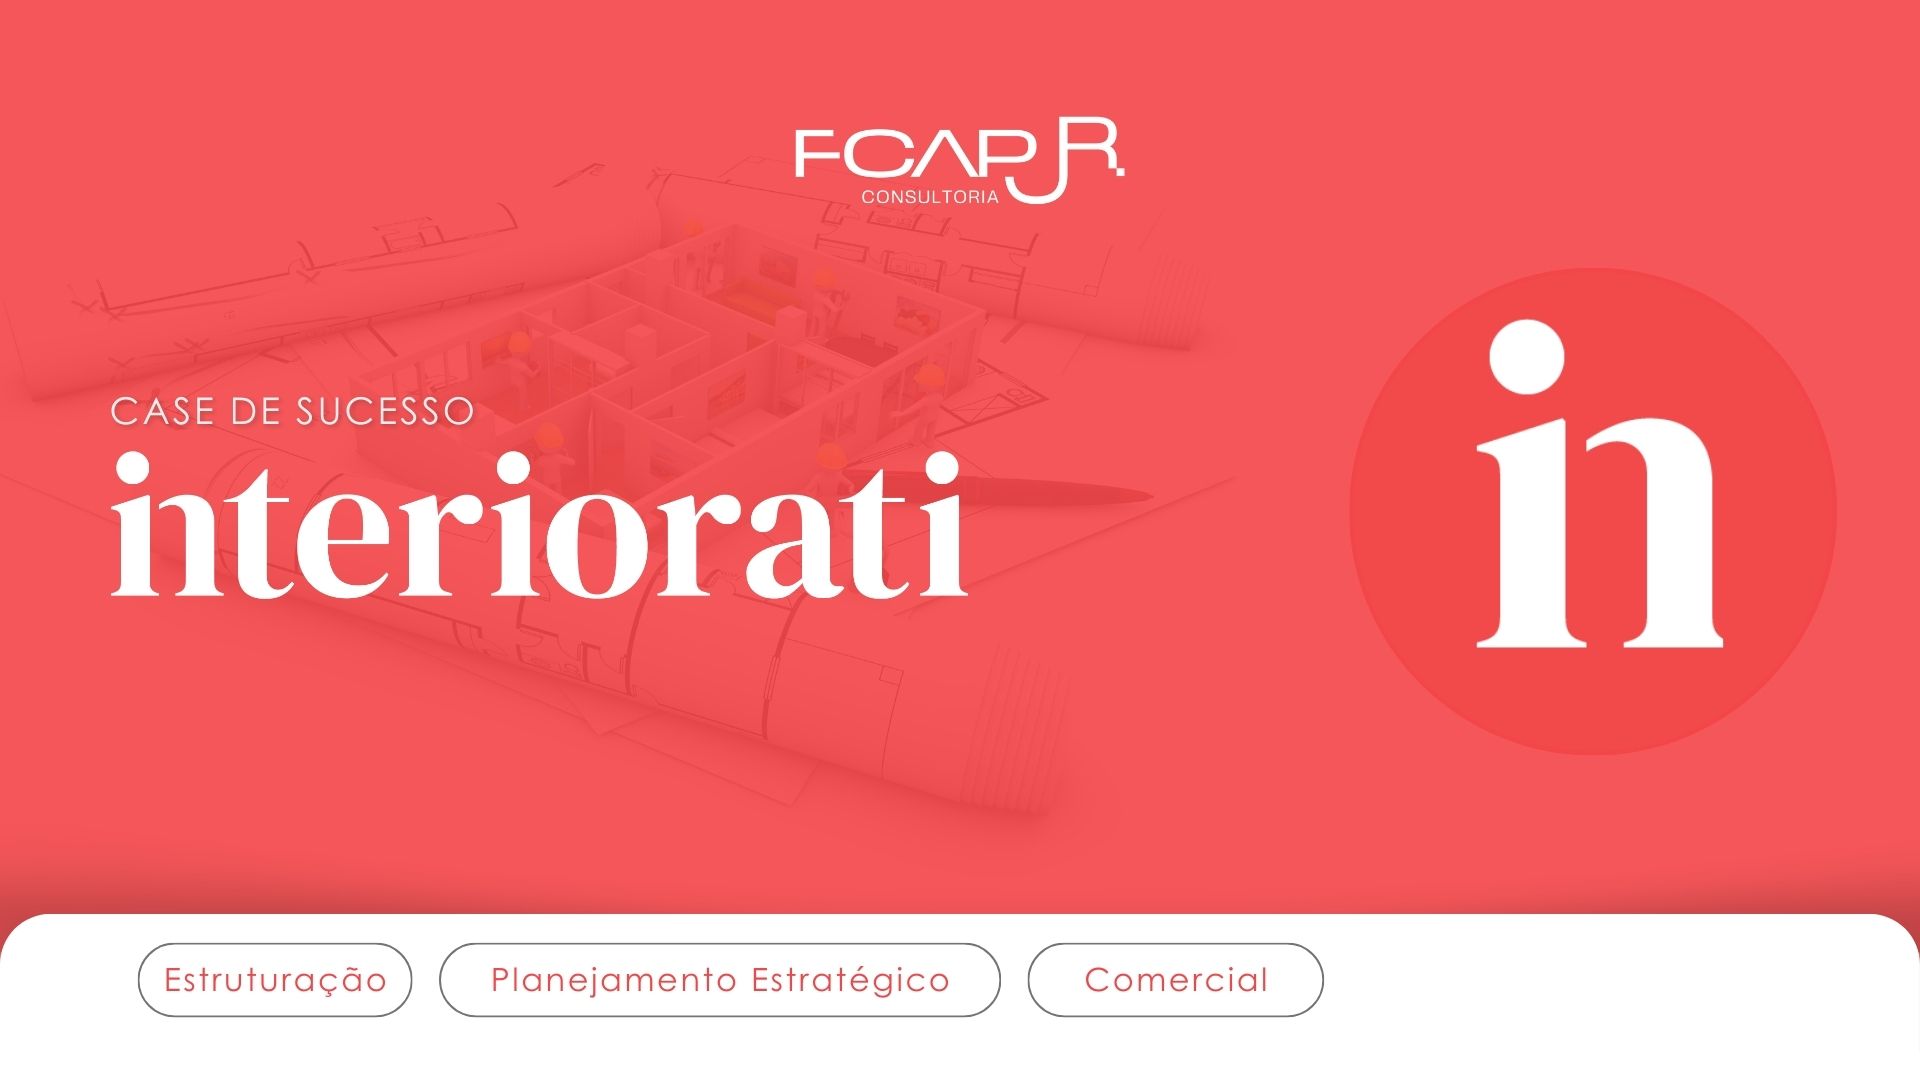 FCAP JR.
CONSULTORIA
CASE DE SUCESSO
interiorati
in
Estruturação
Planejamento Estratégico
Comercial